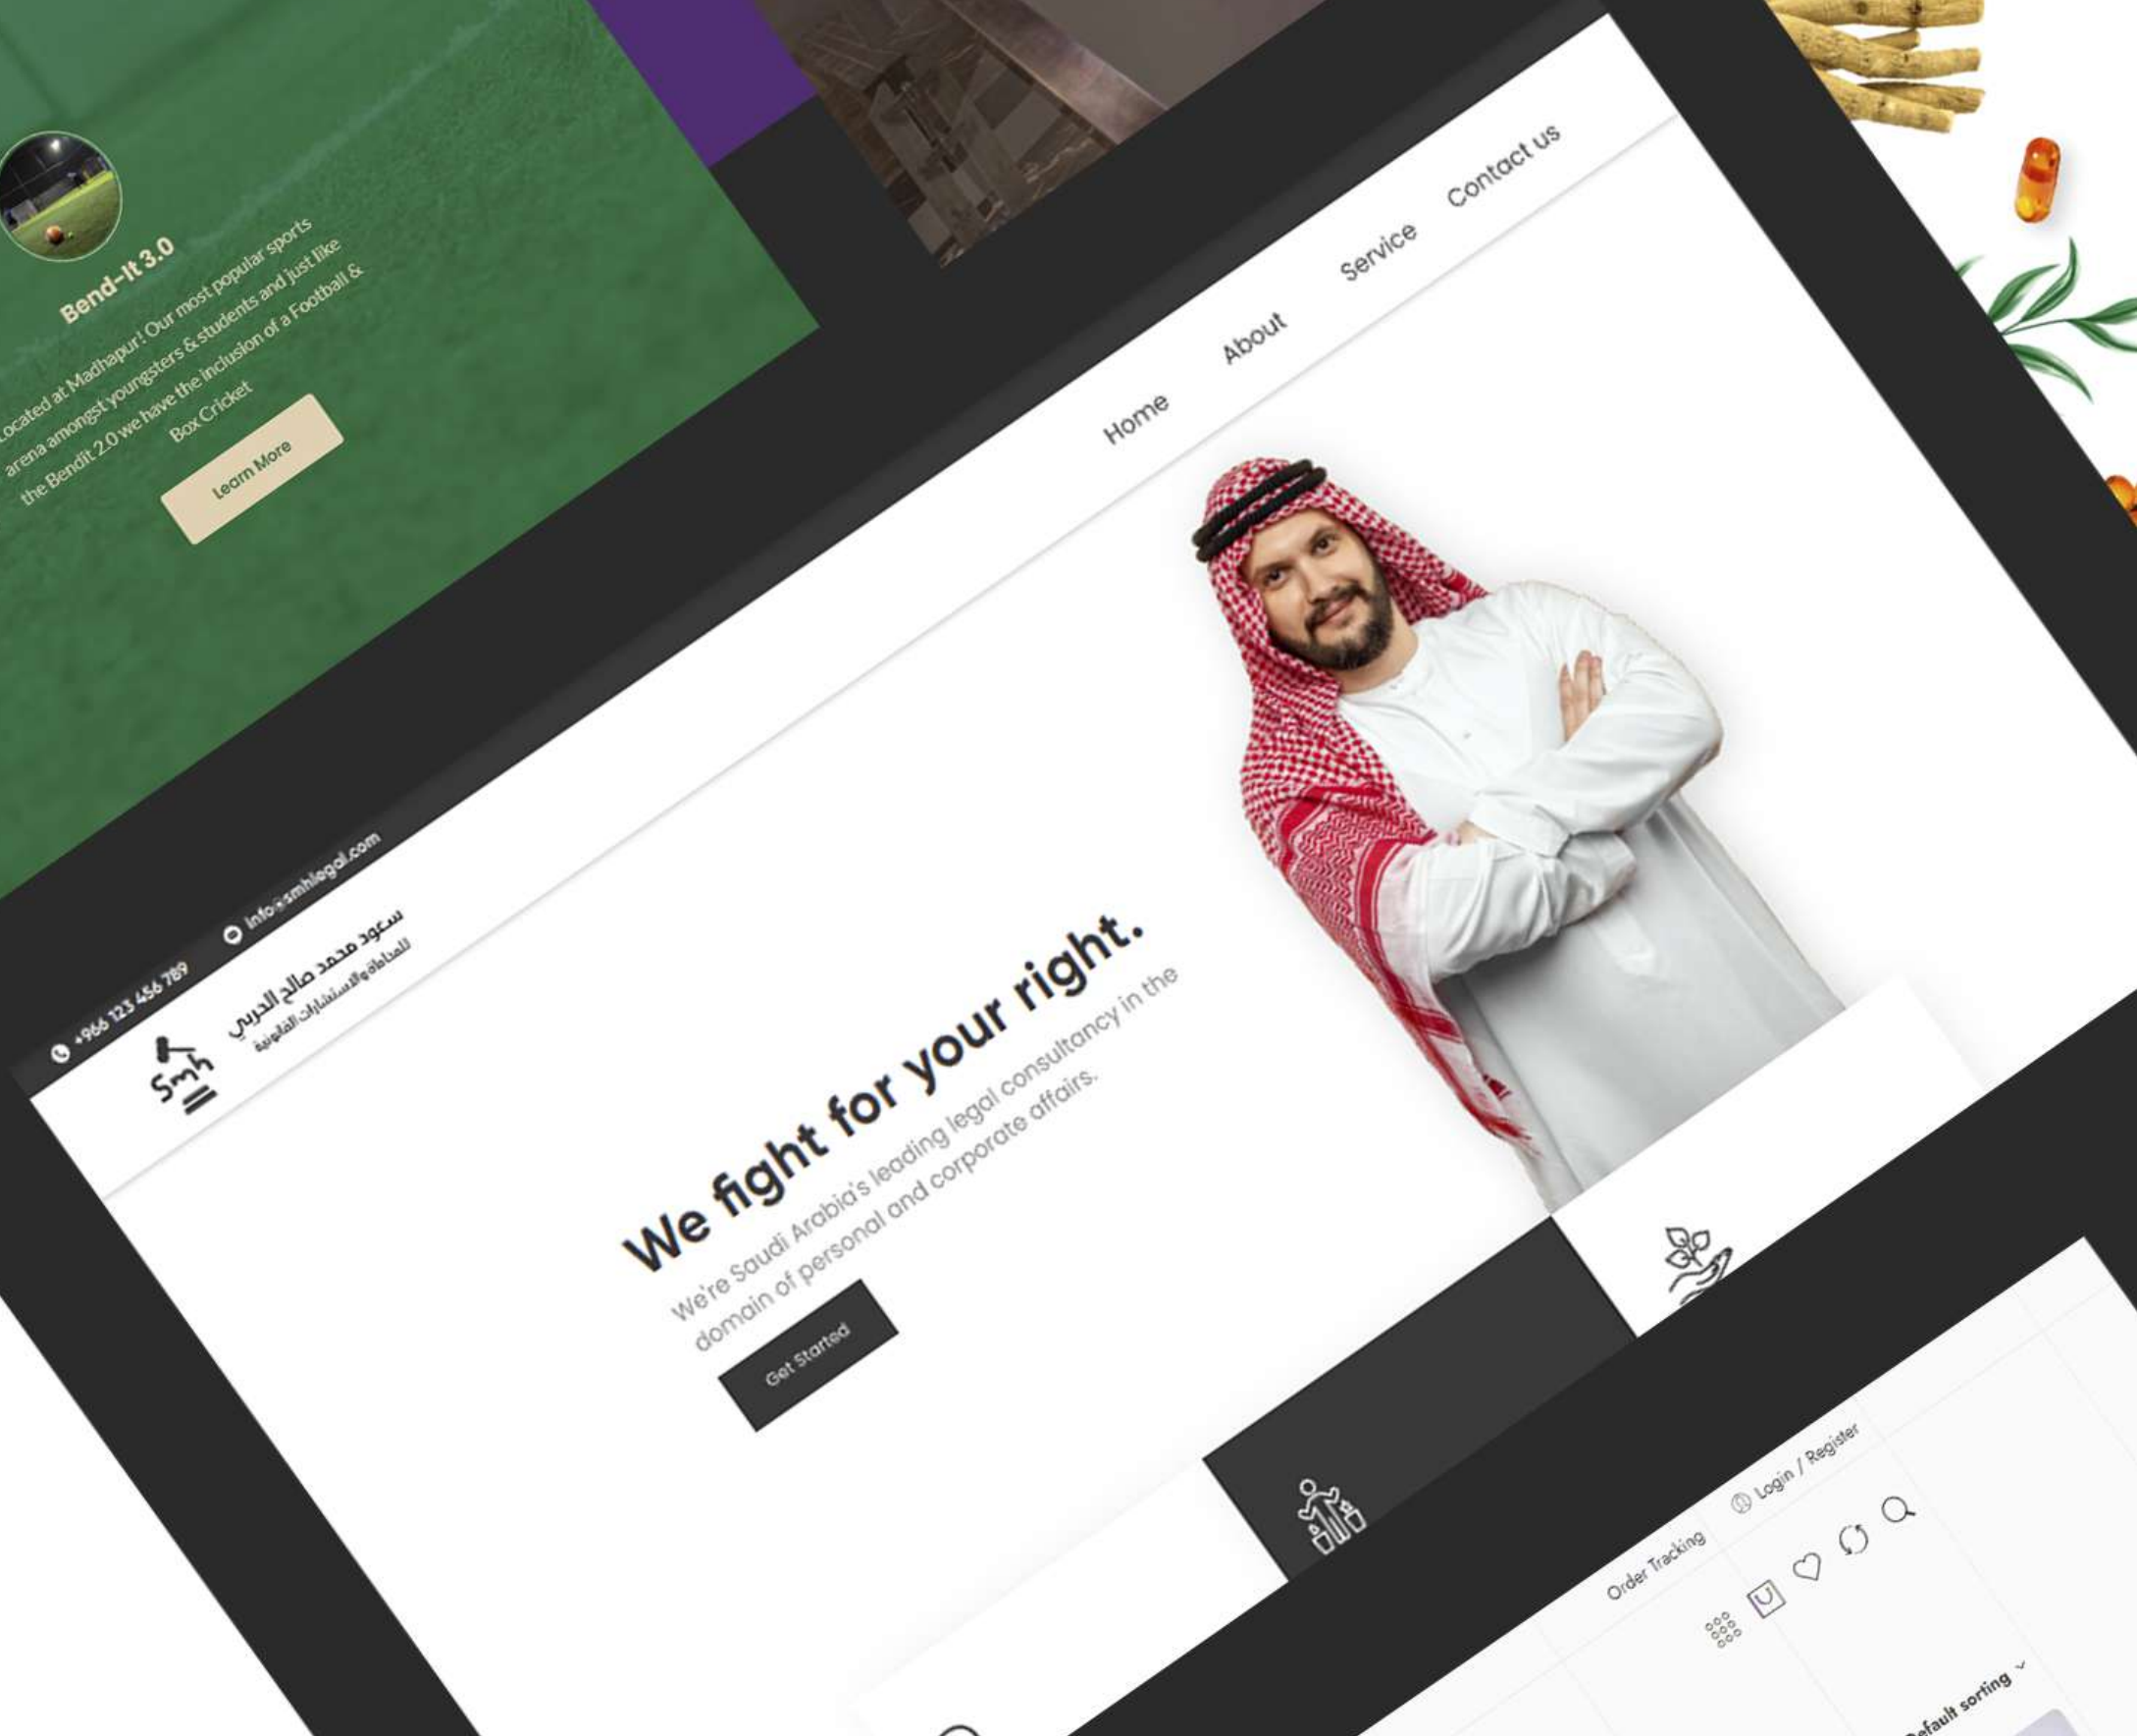 Bend-It 3.0
Located at Madhapur! Our most popular sports
arena amongst youngsters & students and just like
the Bendit 2.0 we have the inclusion of a Football &
Box Cricket
Learn More
+966 123 456 789
info@smhlegal.com
Smh
سعود محمد صالح الحربي
للمحاماة والاستشارات القانونية
Home
About
Service
Contact us
We fight for your right.
We're Saudi Arabia's leading legal consultancy in the
domain of personal and corporate affairs.
Get Started
Order Tracking
Login / Register
Default sorting